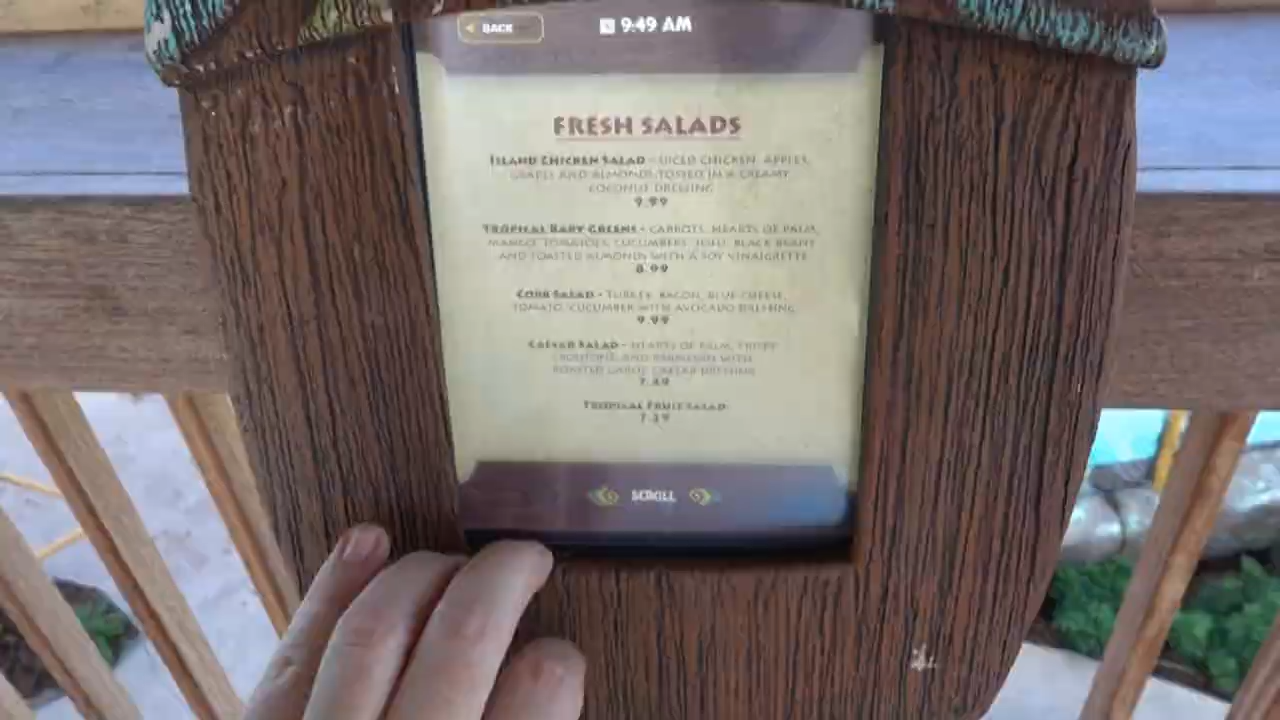 BACK
9:49 AM
FRESH SALADS
ISLAND CHICKEN SALAD - DICED CHICKEN, APPLES,
GRAPES AND ALMONDS TOSSED IN A CREAMY
COCONUT DRESSING
9.99
TROPICAL BABY GREENS - CARROTS, HEARTS OF PALM,
MANGO, TOMATOES, CUCUMBERS, TOFU, BLACK BEANS
AND TOASTED ALMONDS WITH A SOY VINAIGRETTE
8.99
COBB SALAD - TURKEY, BACON, BLUE CHEESE,
TOMATO, CUCUMBER WITH AVOCADO DRESSING
9.99
CAESAR SALAD - HEARTS OF PALM, CRISPY
CROUTONS, AND PARMESAN WITH
ROASTED GARLIC CAESAR DRESSING
TROPICAL FRUIT SALAD
SCROLL